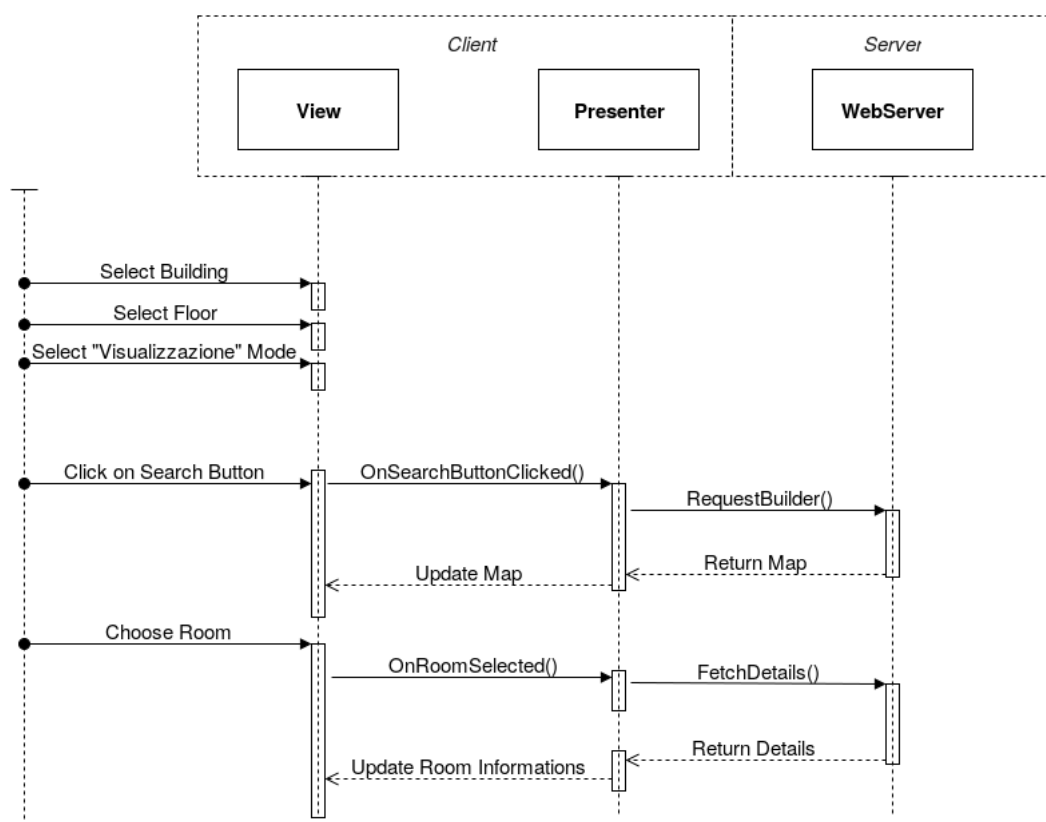 Client
Server
View
Presenter
WebServer
Select Building
Select Floor
Select "Visualizzazione" Mode
Click on Search Button
OnSearchButtonClicked()
RequestBuilder()
Return Map
Update Map
Choose Room
OnRoomSelected()
FetchDetails()
Return Details
Update Room Informations